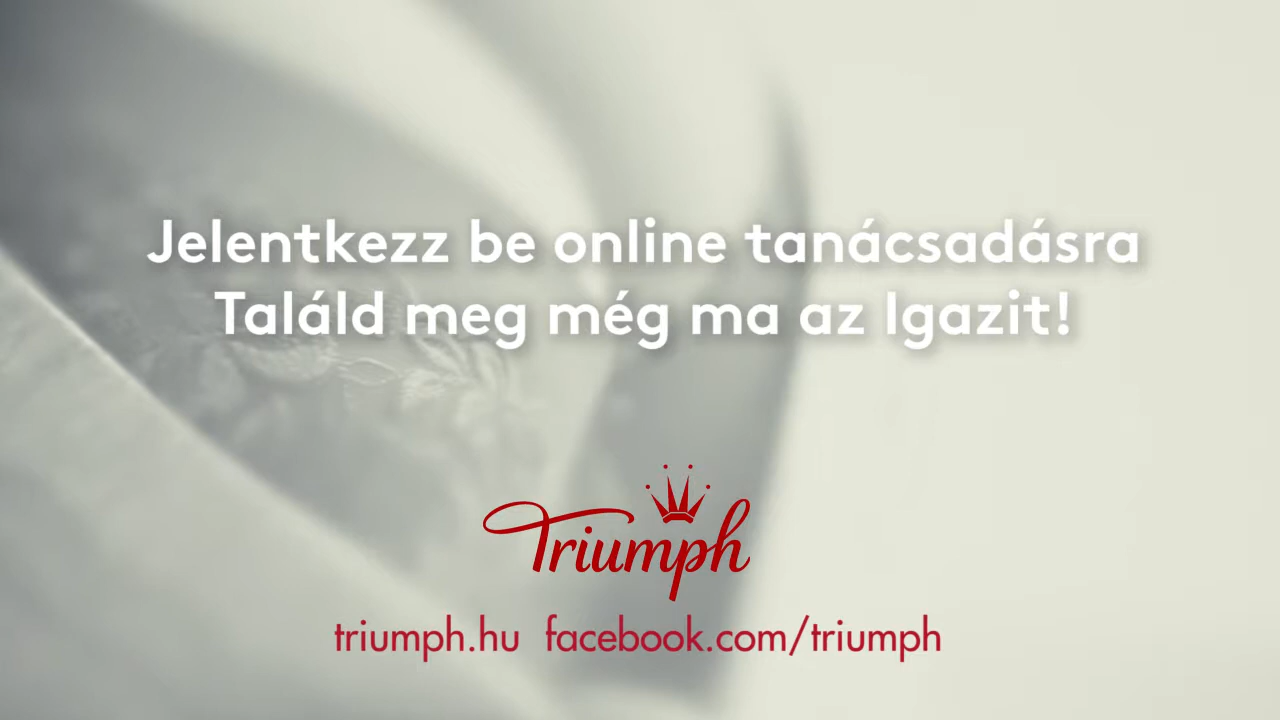 Jelentkezz be online tanácsadásra
Találd meg még ma az Igazit!
Triumph
triumph.hu facebook.com/triumph